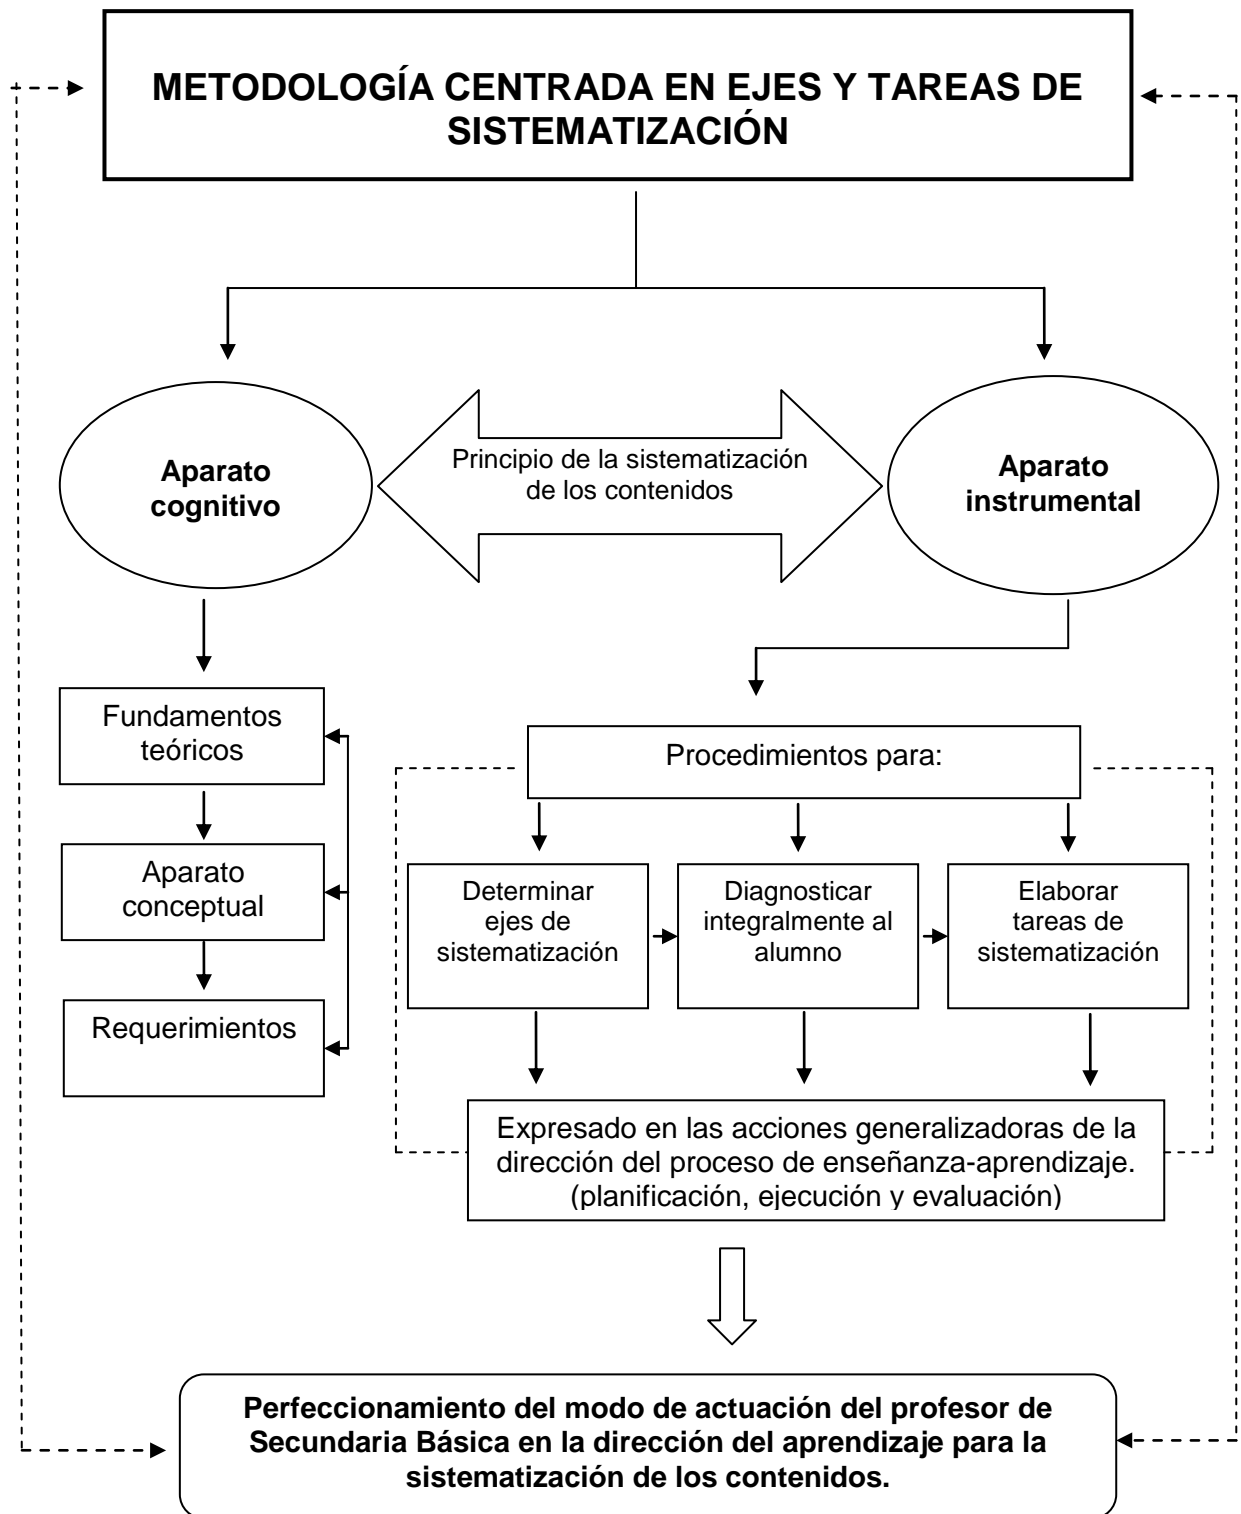 METODOLOGÍA CENTRADA EN EJES Y TAREAS DE
SISTEMATIZACIÓN
Aparato
cognitivo
Principio de la sistematización
de los contenidos
Aparato
instrumental
Fundamentos
teóricos
Aparato
conceptual
Requerimientos
Procedimientos para:
Determinar
ejes de
sistematización
Diagnosticar
integralmente al
alumno
Elaborar
tareas de
sistematización
Expresado en las acciones generalizadoras de la
dirección del proceso de enseñanza-aprendizaje.
(planificación, ejecución y evaluación)
Perfeccionamiento del modo de actuación del profesor de
Secundaria Básica en la dirección del aprendizaje para la
sistematización de los contenidos.